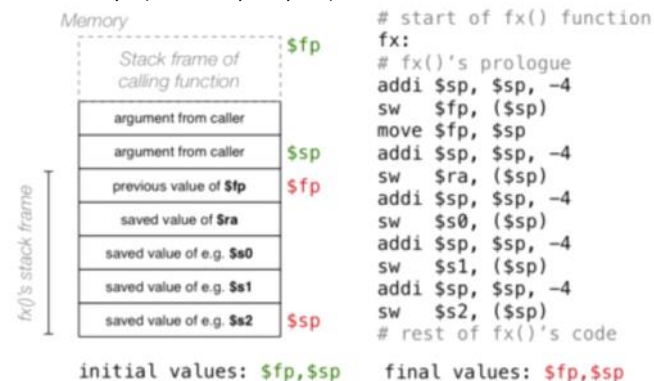 Memory
$fp
Stack frame of
calling function
argument from caller
argument from caller
$sp
previous value of $fp
$fp
saved value of $ra
saved value of e.g. $s0
saved value of e.g. $s1
saved value of e.g. $s2
$sp
fx()'s stack frame
initial values: $fp,$sp
# start of fx() function
fx:
# fx()'s prologue
addi $sp, $sp, -4
sw $fp, ($sp)
move $fp, $sp
addi $sp, $sp, -4
sw $ra, ($sp)
addi $sp, $sp, -4
sw $s0, ($sp)
addi $sp, $sp, -4
sw $s1, ($sp)
addi $sp, $sp, -4
sw $s2, ($sp)
# rest of fx()'s code
final values: $fp,$sp